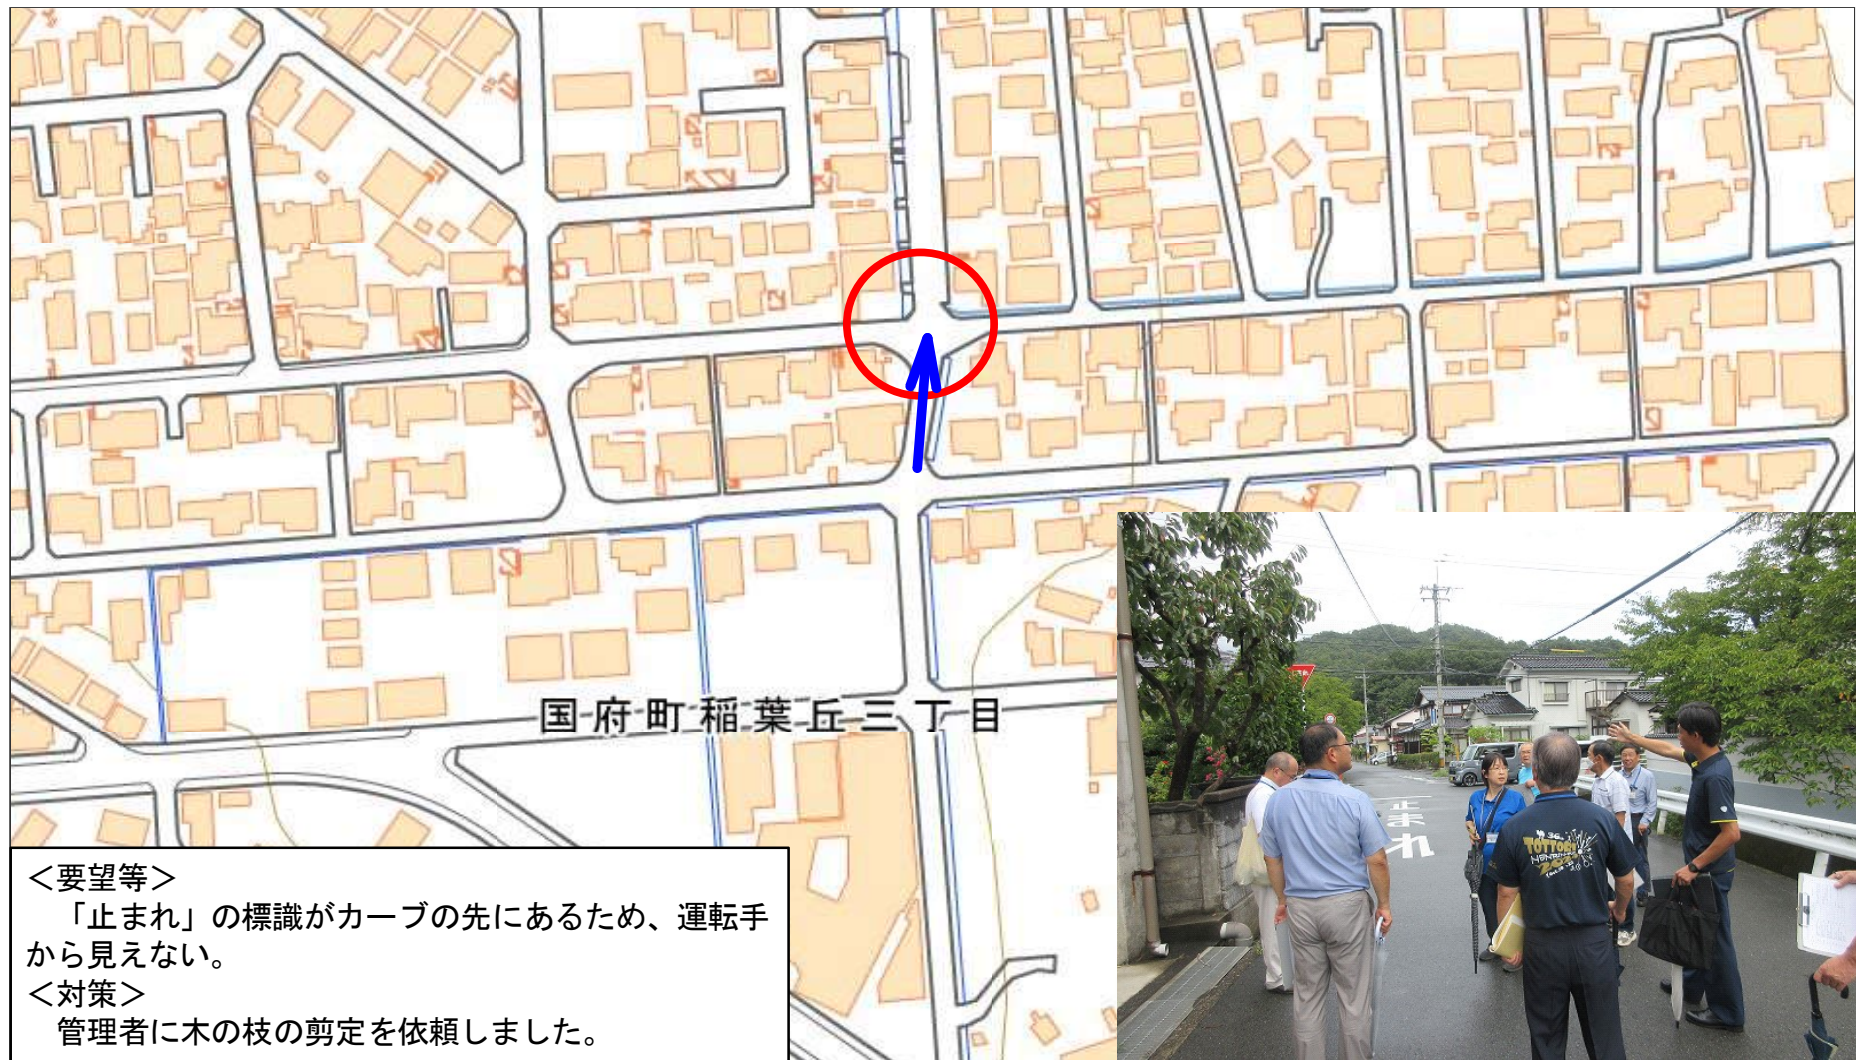 国府町稲葉丘三丁目
＜要望等＞
「止まれ」の標識がカーブの先にあるため、運転手
から見えない。
＜対策＞
管理者に木の枝の剪定を依頼しました。
止まれ
36
TOTTORI